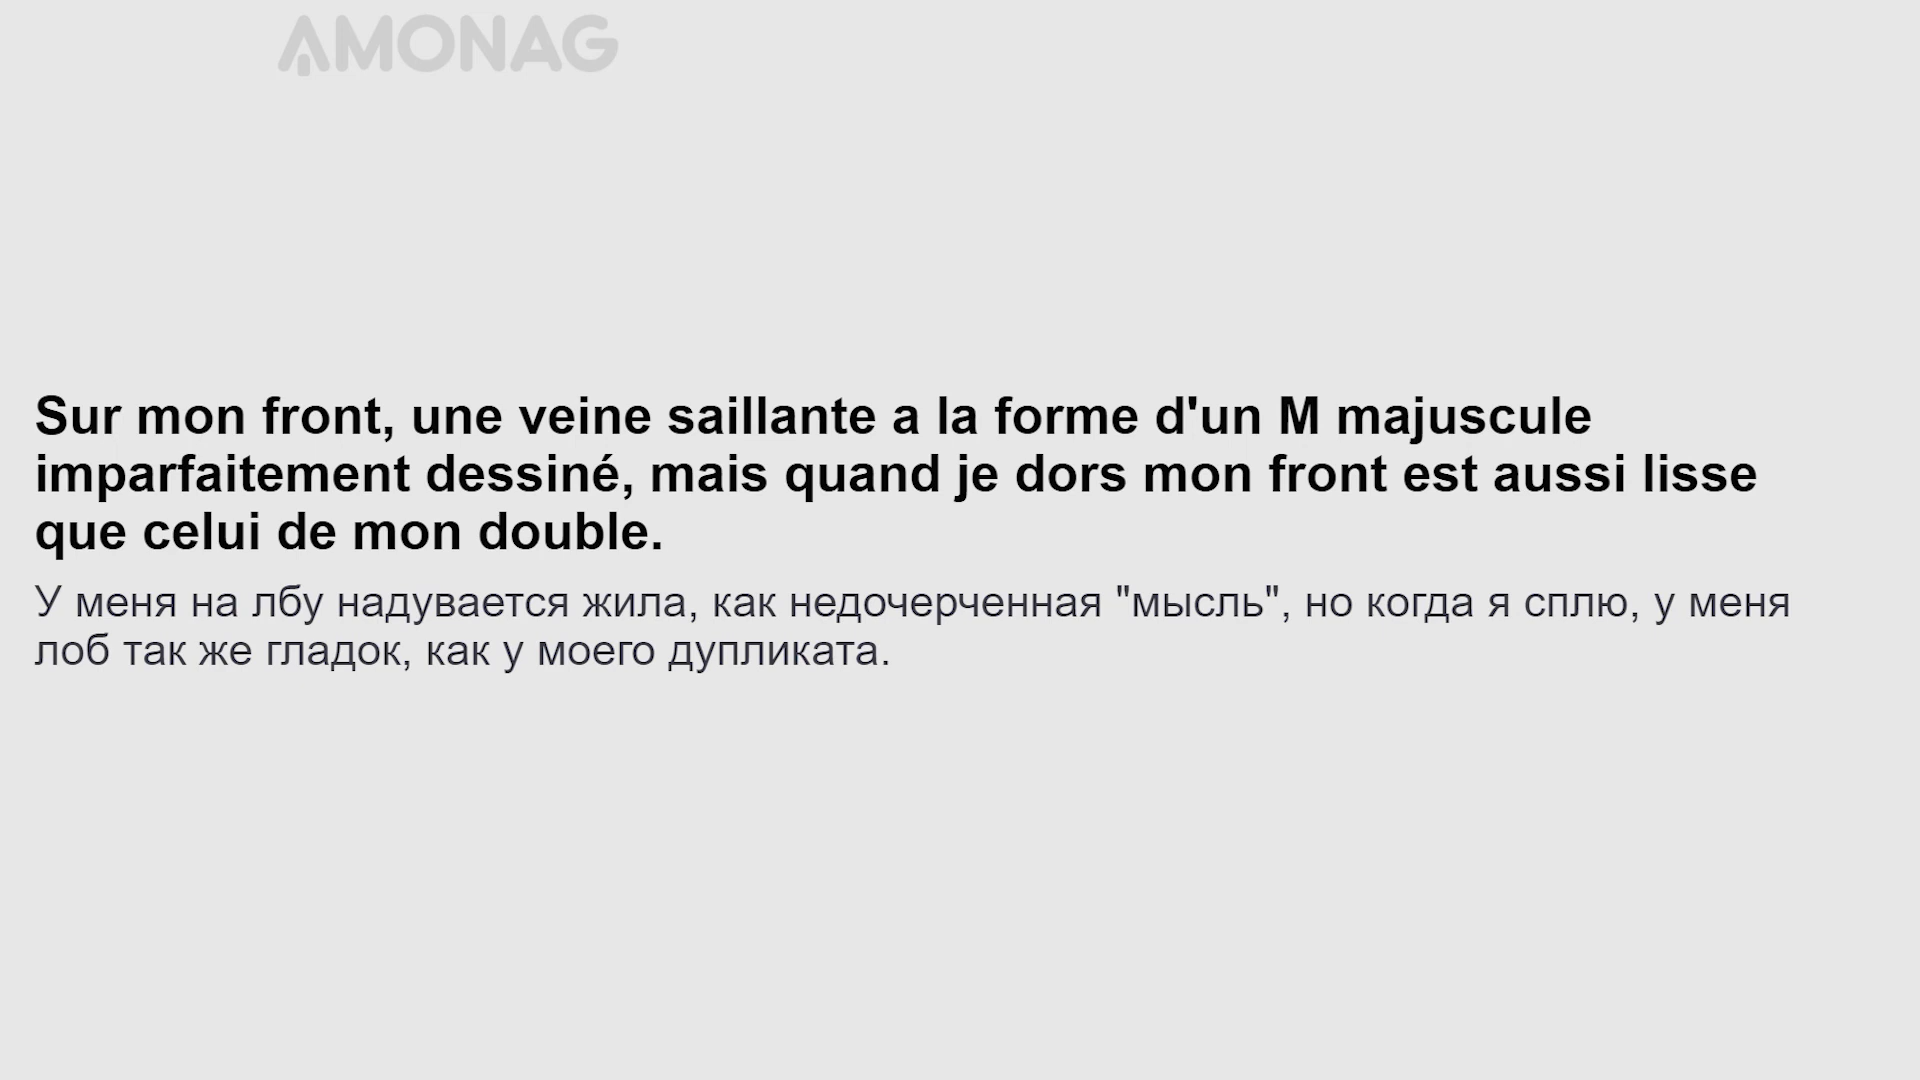 AMONAG
Sur mon front, une veine saillante a la forme d'un M majuscule
imparfaitement dessiné, mais quand je dors mon front est aussi lisse
que celui de mon double.
У меня на лбу надувается жила, как недочерченная "мысль", но когда я сплю, у меня
лоб так же гладок, как у моего дупликата.